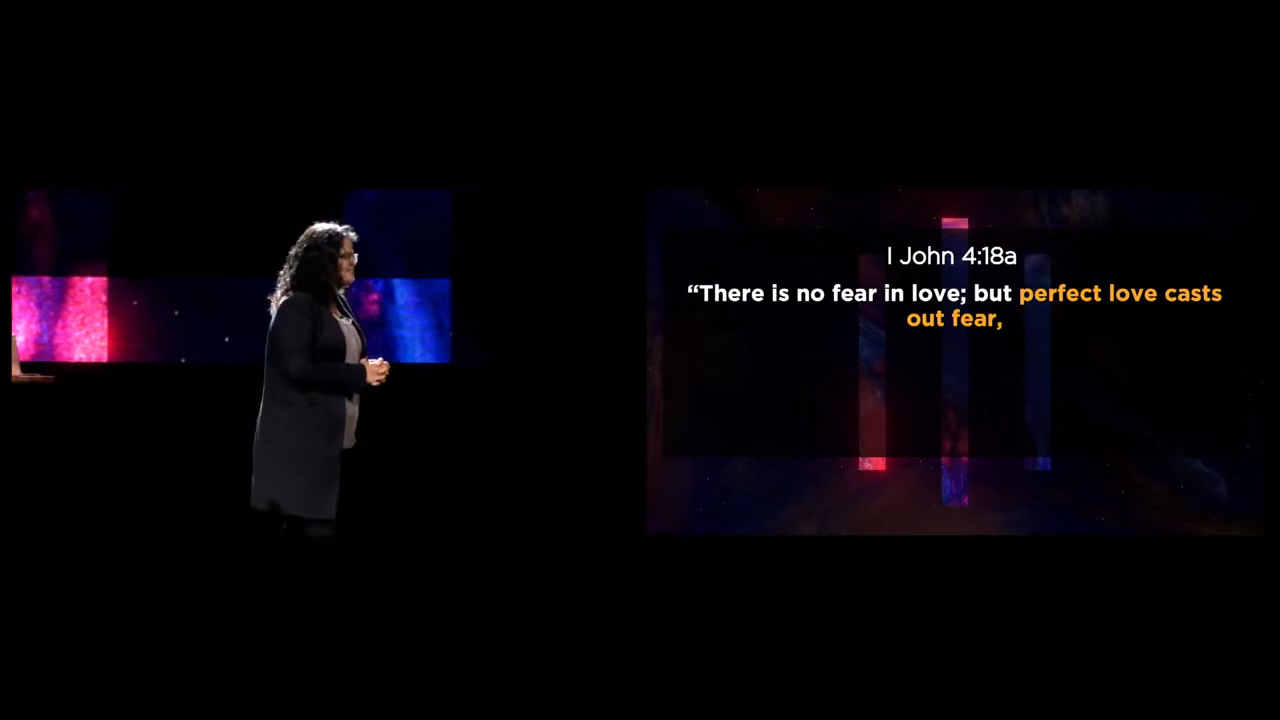 I John 4:18a
“There is no fear in love; but perfect love casts
out fear,